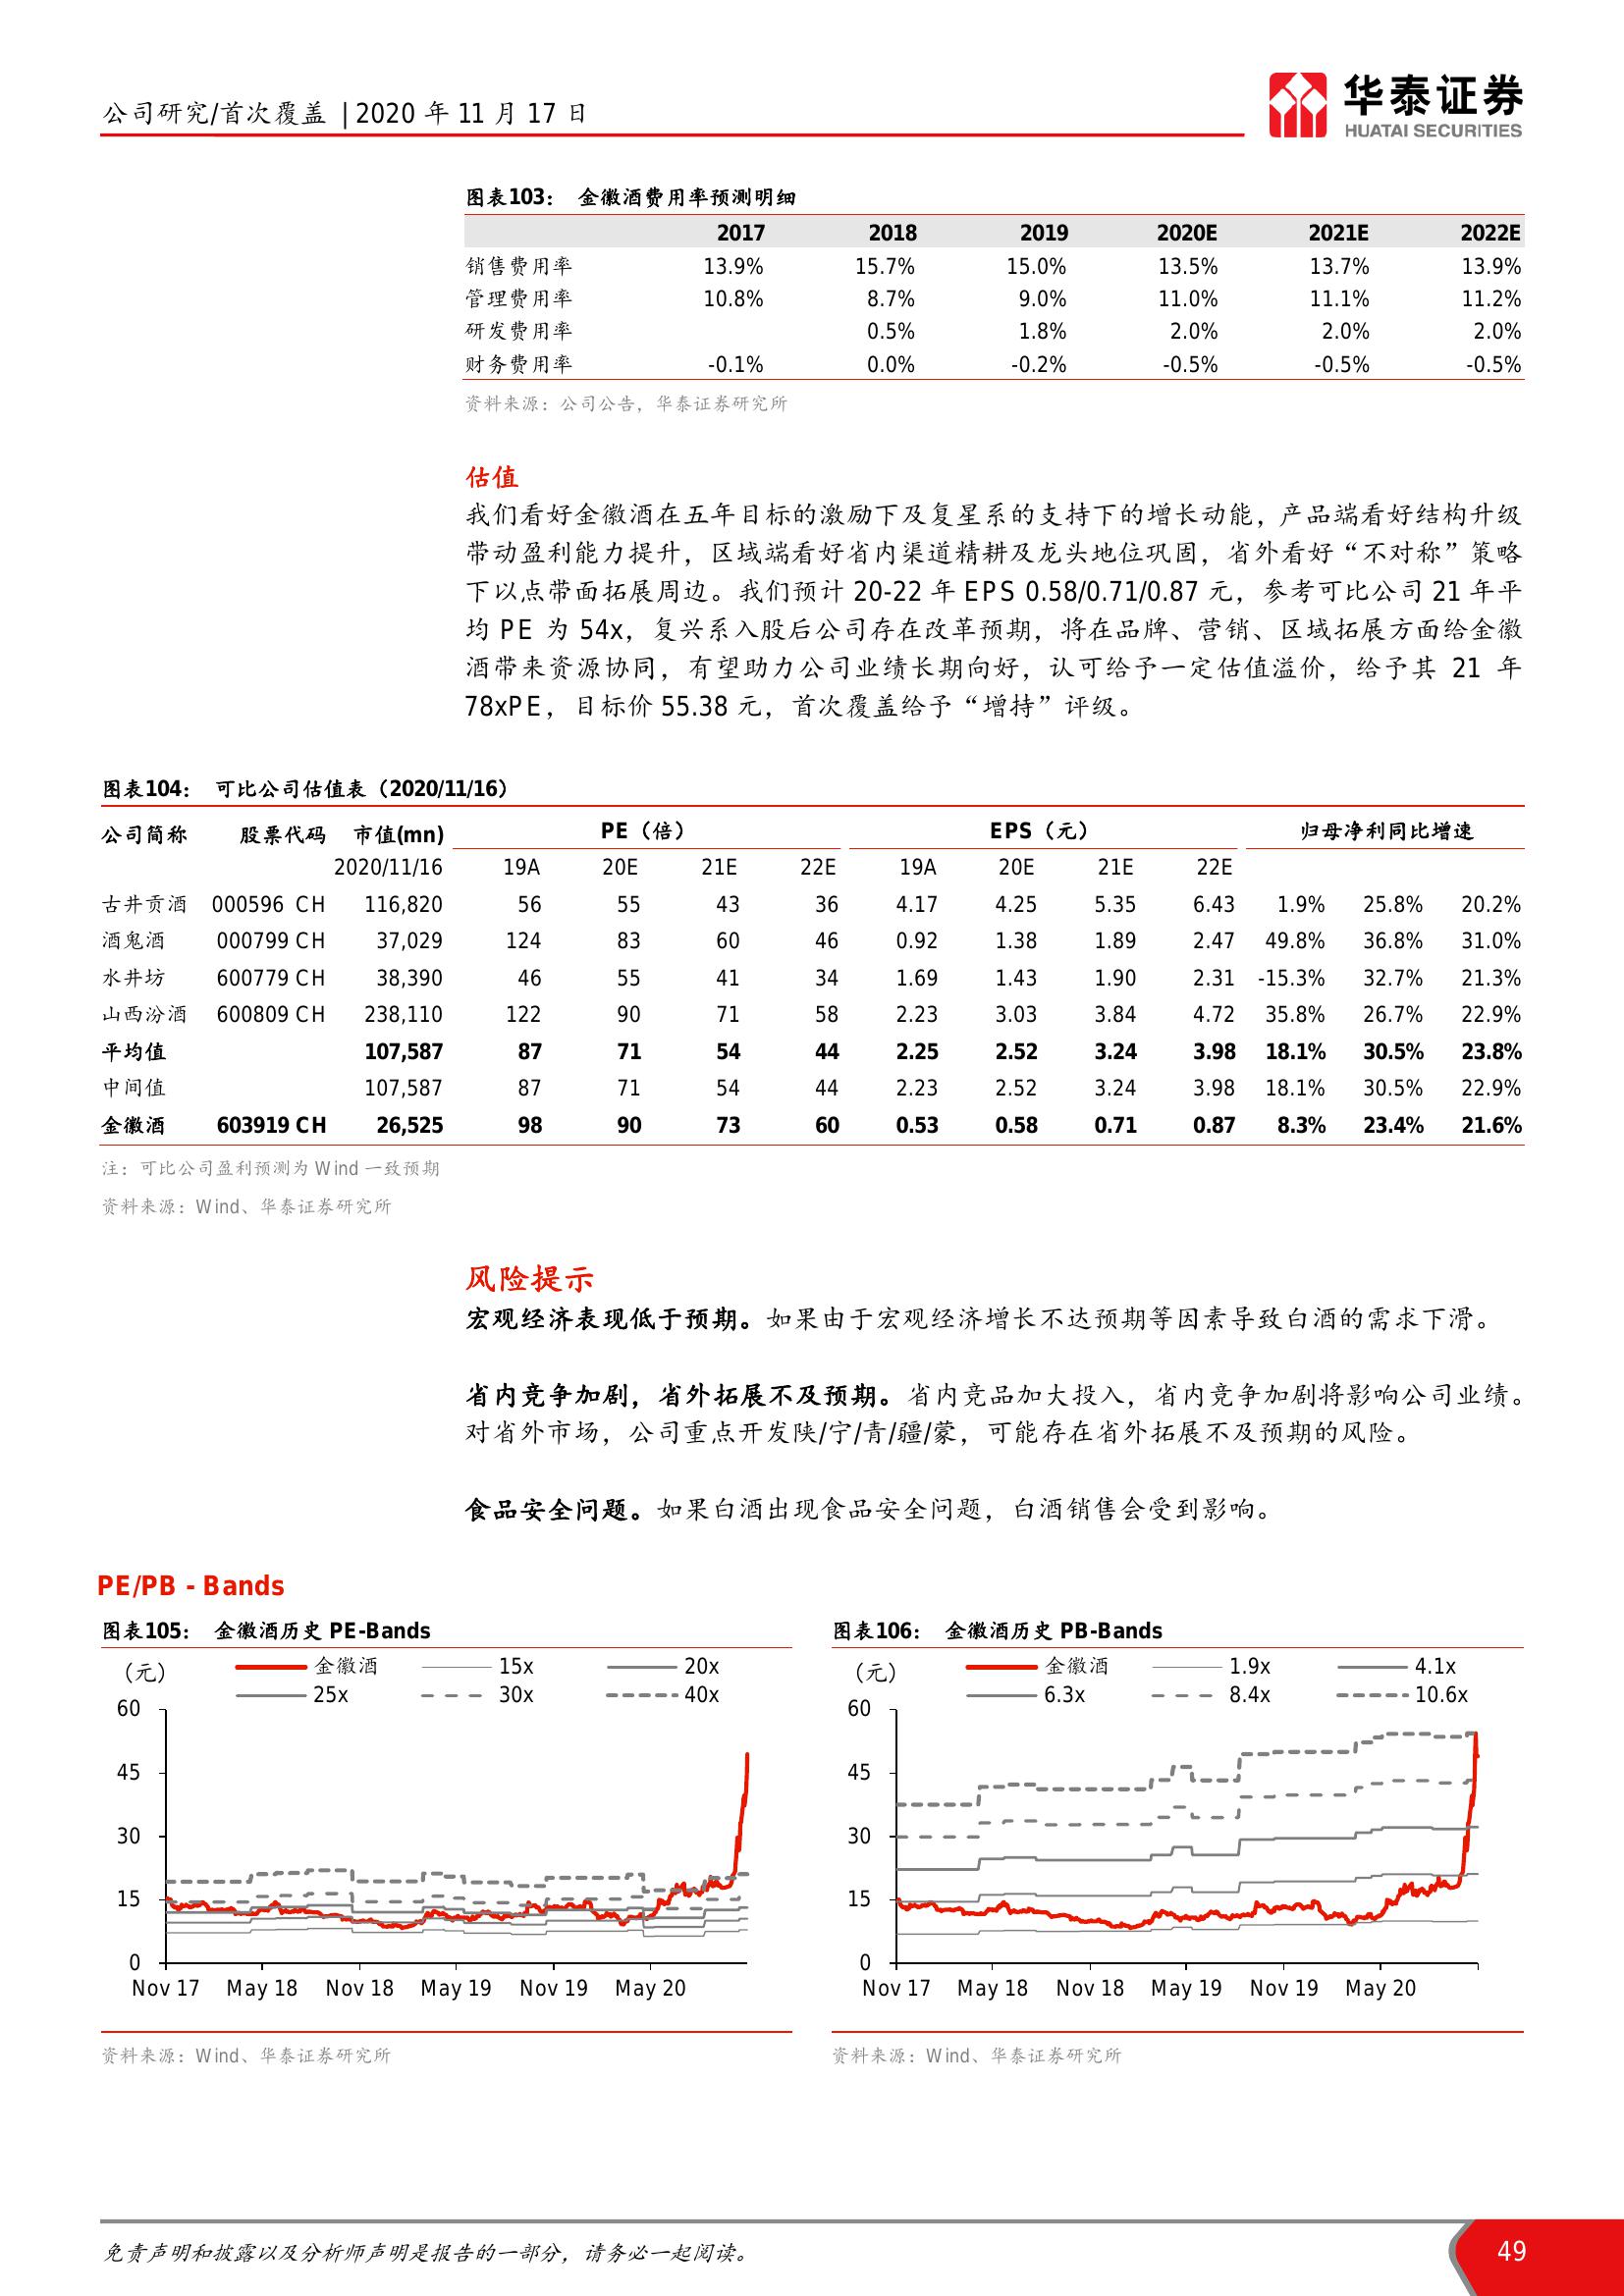 公司研究/首次覆盖 | 2020 年 11 月 17 日
华泰证券
HUATAI SECURITIES
图表103： 金徽酒费用率预测明细
2017 2018 2019 2020E 2021E 2022E
销售费用率 13.9% 15.7% 15.0% 13.5% 13.7% 13.9%
管理费用率 10.8% 8.7% 9.0% 11.0% 11.1% 11.2%
研发费用率 0.5% 1.8% 2.0% 2.0% 2.0%
财务费用率 -0.1% 0.0% -0.2% -0.5% -0.5% -0.5%
资料来源：公司公告，华泰证券研究所
估值
我们看好金徽酒在五年目标的激励下及复星系的支持下的增长动能，产品端看好结构升级
带动盈利能力提升，区域端看好省内渠道精耕及龙头地位巩固，省外看好“不对称”策略
下以点带面拓展周边。我们预计 20-22 年 EPS 0.58/0.71/0.87 元，参考可比公司 21 年平
均 PE 为 54x，复兴系入股后公司存在改革预期，将在品牌、营销、区域拓展方面给金徽
酒带来资源协同，有望助力公司业绩长期向好，认可给予一定估值溢价，给予其 21 年
78xPE，目标价 55.38 元，首次覆盖给予“增持”评级。
图表104： 可比公司估值表（2020/11/16）
公司简称 股票代码 市值(mn) PE（倍） EPS（元） 归母净利同比增速
2020/11/16 19A 20E 21E 22E 19A 20E 21E 22E
古井贡酒 000596 CH 116,820 56 55 43 36 4.17 4.25 5.35 6.43 1.9% 25.8% 20.2%
酒鬼酒 000799 CH 37,029 124 83 60 46 0.92 1.38 1.89 2.47 49.8% 36.8% 31.0%
水井坊 600779 CH 38,390 46 55 41 34 1.69 1.43 1.90 2.31 -15.3% 32.7% 21.3%
山西汾酒 600809 CH 238,110 122 90 71 58 2.23 3.03 3.84 4.72 35.8% 26.7% 22.9%
平均值 107,587 87 71 54 44 2.25 2.52 3.24 3.98 18.1% 30.5% 23.8%
中间值 107,587 87 71 54 44 2.23 2.52 3.24 3.98 18.1% 30.5% 22.9%
金徽酒 603919 CH 26,525 98 90 73 60 0.53 0.58 0.71 0.87 8.3% 23.4% 21.6%
注：可比公司盈利预测为 Wind 一致预期
资料来源：Wind、华泰证券研究所
风险提示
宏观经济表现低于预期。如果由于宏观经济增长不达预期等因素导致白酒的需求下滑。
省内竞争加剧，省外拓展不及预期。省内竞品加大投入，省内竞争加剧将影响公司业绩。
对省外市场，公司重点开发陕/宁/青/疆/蒙，可能存在省外拓展不及预期的风险。
食品安全问题。如果白酒出现食品安全问题，白酒销售会受到影响。
PE/PB - Bands
图表105： 金徽酒历史 PE-Bands
（元） 金徽酒 15x 20x
25x 30x 40x
60
45
30
15
0
Nov 17 May 18 Nov 18 May 19 Nov 19 May 20
资料来源：Wind、华泰证券研究所
图表106： 金徽酒历史 PB-Bands
（元） 金徽酒 1.9x 4.1x
6.3x 8.4x 10.6x
60
45
30
15
0
Nov 17 May 18 Nov 18 May 19 Nov 19 May 20
资料来源：Wind、华泰证券研究所
免责声明和披露以及分析师声明是报告的一部分，请务必一起阅读。
49